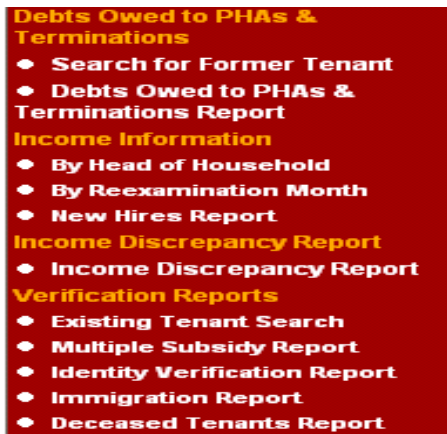 Debts Owed to PHAs &
Terminations
● Search for Former Tenant
● Debts Owed to PHAs &
Terminations Report
Income Information
● By Head of Household
● By Reexamination Month
● New Hires Report
Income Discrepancy Report
● Income Discrepancy Report
Verification Reports
● Existing Tenant Search
● Multiple Subsidy Report
● Identity Verification Report
● Immigration Report
● Deceased Tenants Report